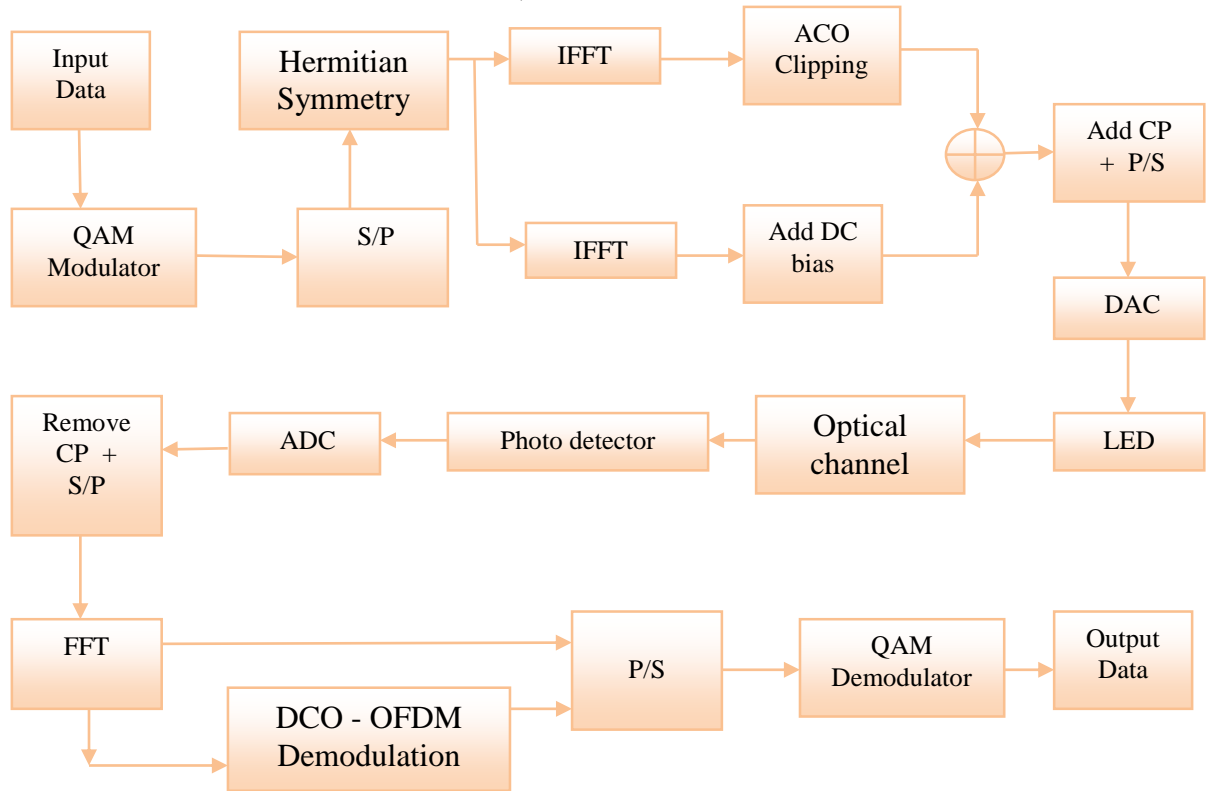 Input
Data
Hermitian
Symmetry
IFFT
ACO
Clipping
Add CP
+ P/S
QAM
Modulator
S/P
IFFT
Add DC
bias
DAC
Remove
CP +
S/P
ADC
Photo detector
Optical
channel
LED
FFT
DCO - OFDM
Demodulation
P/S
QAM
Demodulator
Output
Data